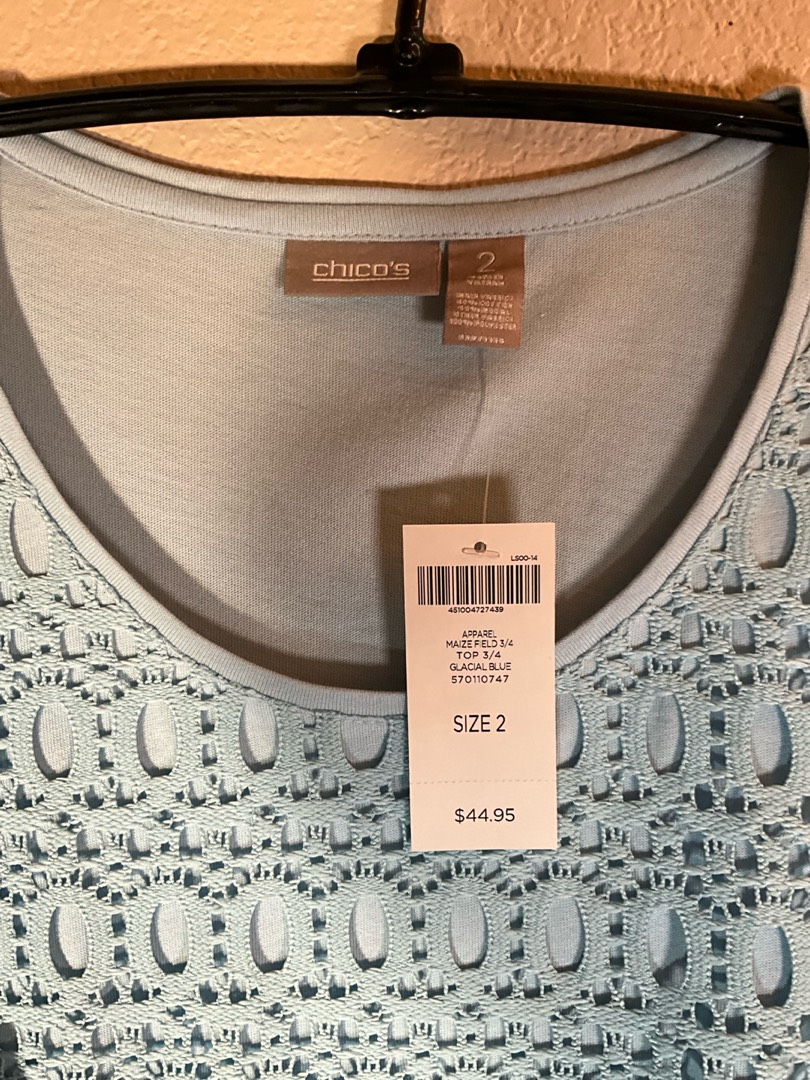 chico's
2
LS00-14
451004727439
APPAREL
MAIZE FIELD 3/4
TOP 3/4
GLACIAL BLUE
570110747
SIZE 2
$44.95